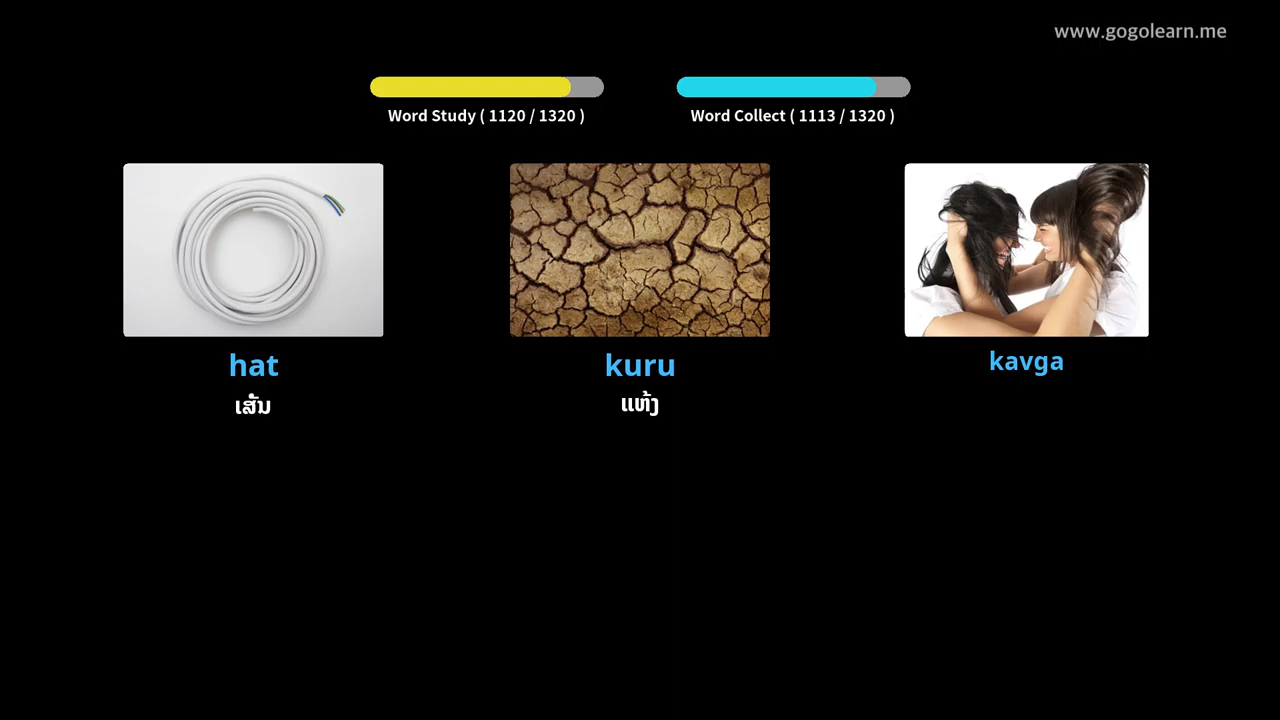 www.gogolearn.me
Word Study ( 1120 / 1320 )
Word Collect ( 1113 / 1320 )
hat
ເສັ້ນ
kuru
ແຫ້ງ
kavga